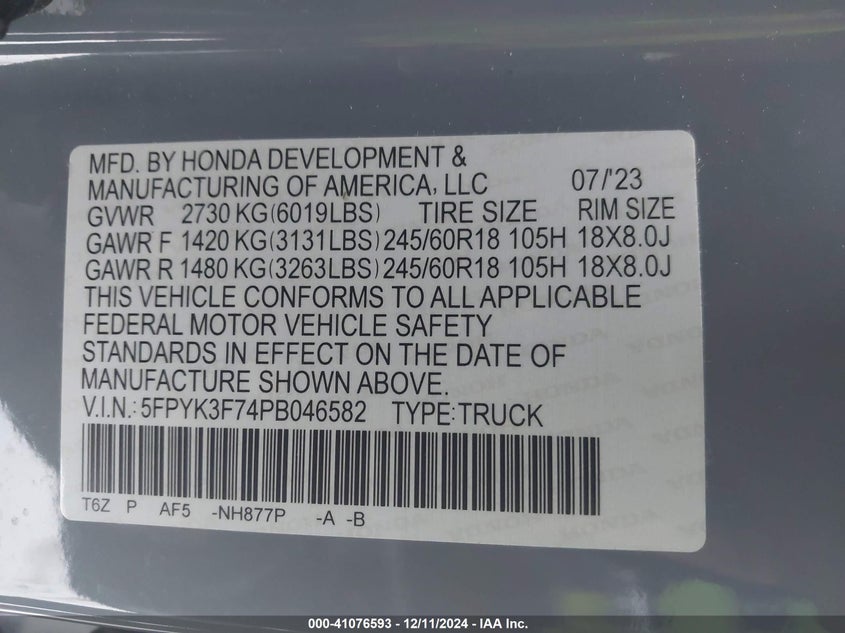 MFD. BY HONDA DEVELOPMENT &
MANUFACTURING OF AMERICA, LLC 07/'23
GVWR 2730 KG(6019LBS) TIRE SIZE RIM SIZE
GAWR F 1420 KG(3131LBS) 245/60R18 105H 18X8.0J
GAWR R 1480 KG(3263LBS) 245/60R18 105H 18X8.0J
THIS VEHICLE CONFORMS TO ALL APPLICABLE
FEDERAL MOTOR VEHICLE SAFETY
STANDARDS IN EFFECT ON THE DATE OF
MANUFACTURE SHOWN ABOVE.
V.I.N.: 5FPYK3F74PB046582 TYPE: TRUCK
T6Z P AF5 -NH877P -A -B
000-41076593 - 12/11/2024 - IAA Inc.